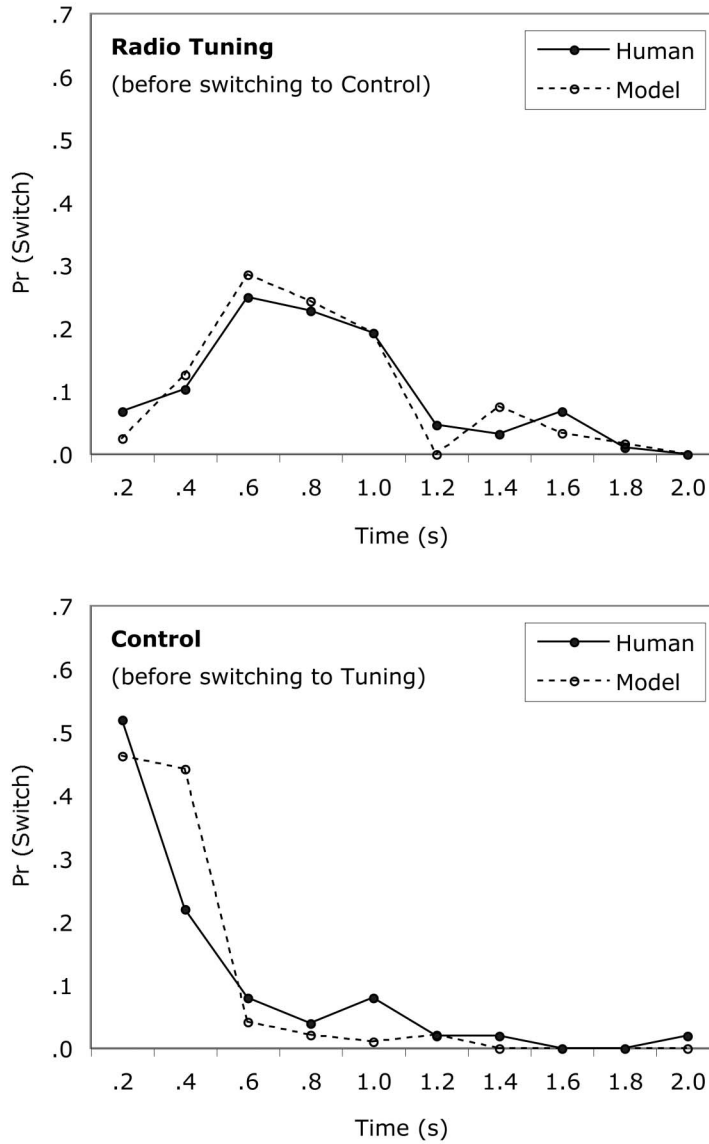 .7
Radio Tuning
(before switching to Control)
Human
Model
.6
.5
.4
.3
.2
.1
.0
Pr (Switch)
.2 .4 .6 .8 1.0 1.2 1.4 1.6 1.8 2.0
Time (s)
.7
Control
(before switching to Tuning)
Human
Model
.6
.5
.4
.3
.2
.1
.0
Pr (Switch)
.2 .4 .6 .8 1.0 1.2 1.4 1.6 1.8 2.0
Time (s)